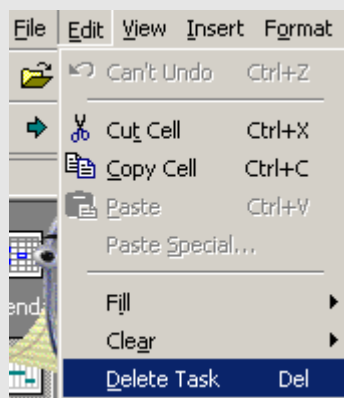 File Edit View Insert Format
Can't Undo Ctrl+Z
Cut Cell Ctrl+X
Copy Cell Ctrl+C
Paste Ctrl+V
Paste Special...
Fill
Clear
Delete Task Del